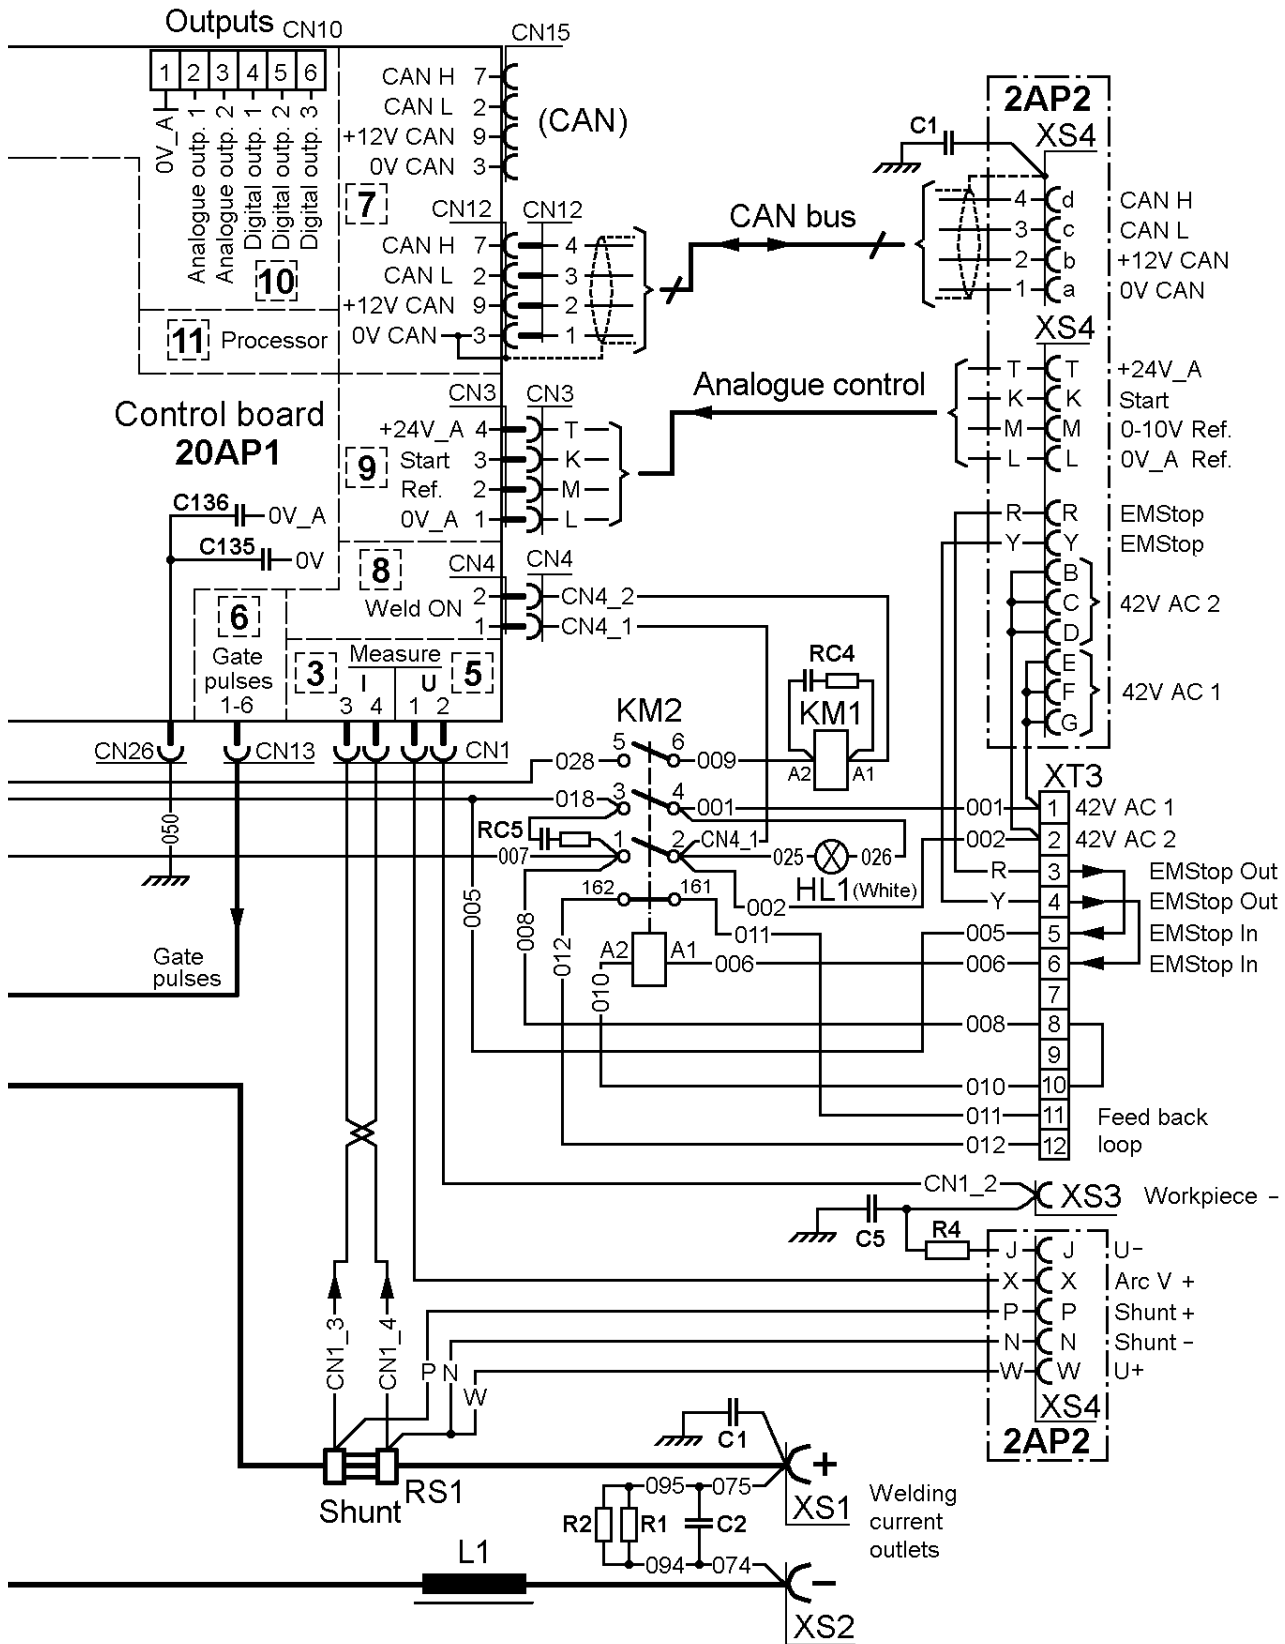 Outputs CN10
1 2 3 4 5 6
0V_A
Analogue outp. 1
Analogue outp. 2
Digital outp. 1
Digital outp. 2
Digital outp. 3
10
7
11 Processor
CN15
CAN H 7
CAN L 2
+12V CAN 9
0V CAN 3
(CAN)
CN12 CN12
CAN H 7 4
CAN L 2 3
+12V CAN 9 2
0V CAN 3 1
CAN bus
2AP2
C1
XS4
4 d CAN H
3 c CAN L
2 b +12V CAN
1 a 0V CAN
XS4
T T +24V_A
K K Start
M M 0-10V Ref.
L L 0V_A Ref.
R R EMStop
Y Y EMStop
B
C 42V AC 2
D
E
F 42V AC 1
G
Analogue control
Control board
20AP1
CN3 CN3
+24V_A 4 T
9 Start 3 K
Ref. 2 M
0V_A 1 L
C136 0V_A
C135 0V
8
CN4 CN4
Weld ON 2 CN4_2
1 CN4_1
6
Gate
pulses
1-6
3 Measure 5
I U
3 4 1 2
CN26 CN13 CN1
RC4
KM1
A2 A1
KM2
028 5 6 009
018 3 4 001 001
RC5
007 1 2 CN4_1
025 026
HL1 (White)
002 002
162 161
011
A2 A1
006
050
005
008
012
010
Gate
pulses
XT3
1 42V AC 1
2 42V AC 2
R 3 EMStop Out
Y 4 EMStop Out
005 5 EMStop In
006 6 EMStop In
7
008 8
9
010 10
011 11 Feed back
012 12 loop
CN1_2 XS3 Workpiece -
C5 R4
J J U-
X X Arc V +
P P Shunt +
N N Shunt -
W W U+
XS4
2AP2
CN1_3
CN1_4
P N
W
C1
RS1
Shunt
+
XS1
Welding
current
outlets
095 075
R2 R1 C2
094 074
L1
-
XS2